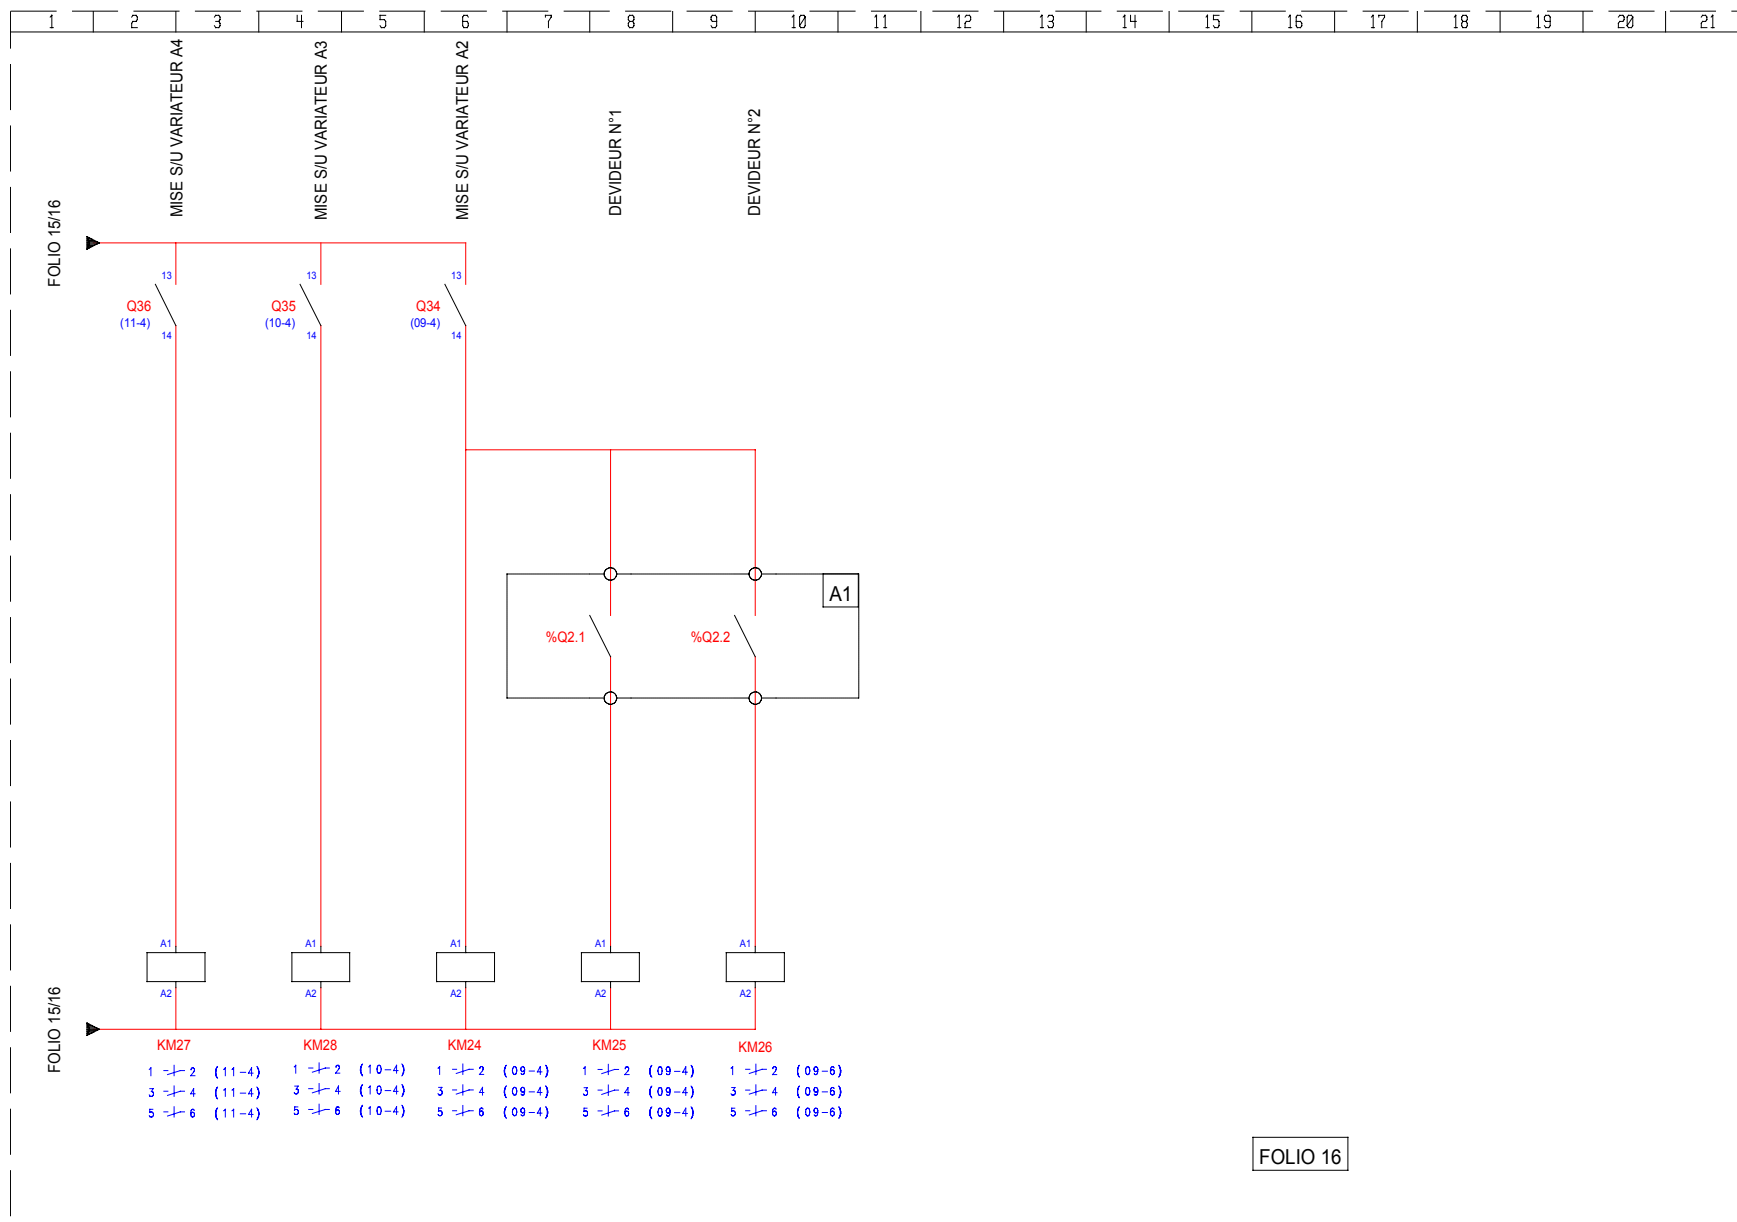 1 2 3 4 5 6 7 8 9 10 11 12 13 14 15 16 17 18 19 20 21
MISE S/U VARIATEUR A4
MISE S/U VARIATEUR A3
MISE S/U VARIATEUR A2
DEVIDEUR N°1
DEVIDEUR N°2
FOLIO 15/16
13 13 13
Q36 Q35 Q34
(11-4) (10-4) (09-4)
14 14 14
A1
%Q2.1 %Q2.2
A1 A1 A1 A1 A1
A2 A2 A2 A2 A2
FOLIO 15/16
KM27 KM28 KM24 KM25 KM26
1 2 (11-4) 1 2 (10-4) 1 2 (09-4) 1 2 (09-4) 1 2 (09-6)
3 4 (11-4) 3 4 (10-4) 3 4 (09-4) 3 4 (09-4) 3 4 (09-6)
5 6 (11-4) 5 6 (10-4) 5 6 (09-4) 5 6 (09-4) 5 6 (09-6)
FOLIO 16